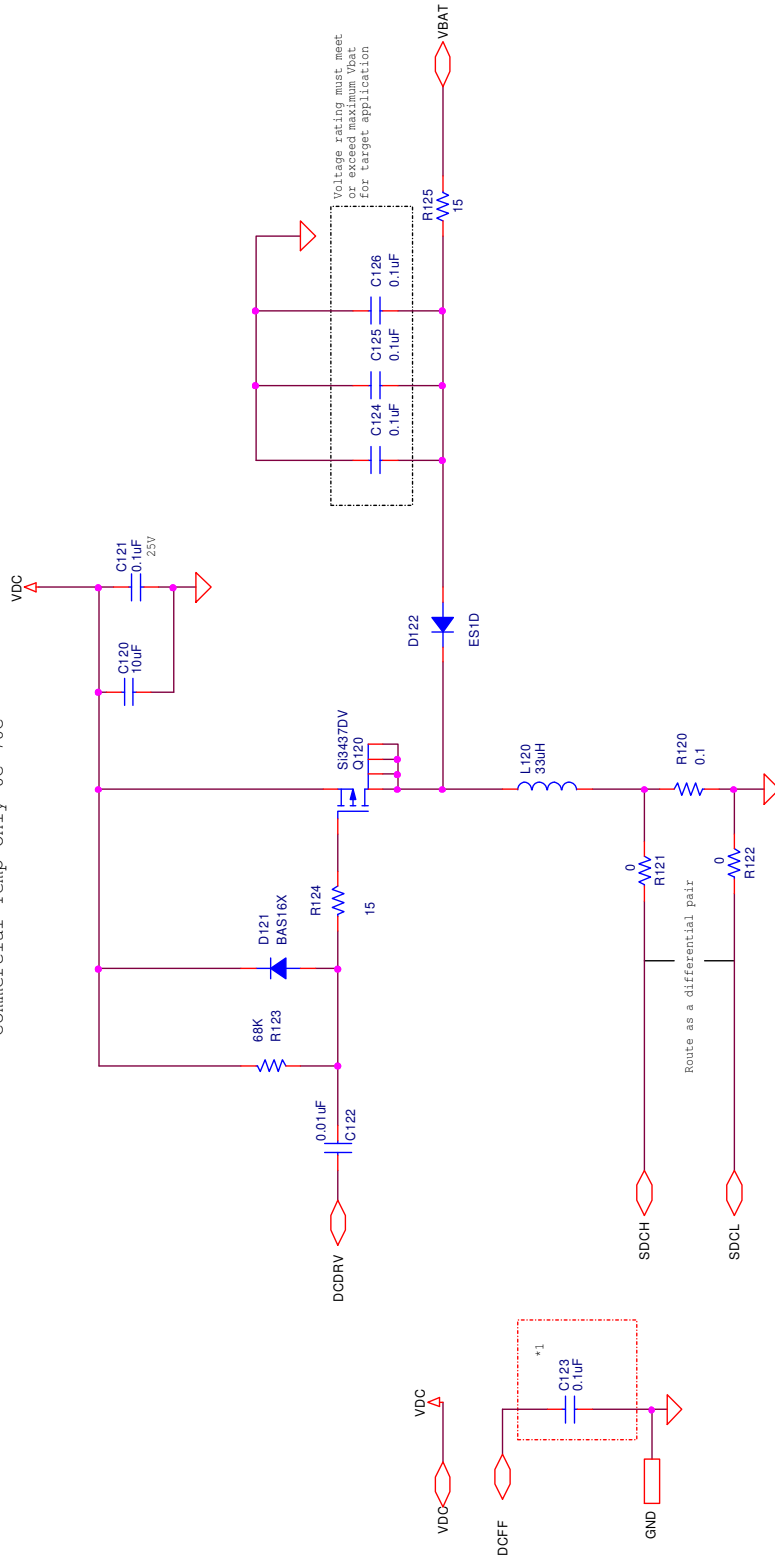 Commercial Temp Only 0C-70C
VDC
C120
10uF
C121
0.1uF
25V
Si3437DV
Q120
D121
BAS16X
R124
15
68K
R123
0.01uF
C122
DCDRV
Voltage rating must meet
or exceed maximum Vbat
for target application
C124
0.1uF
C125
0.1uF
C126
0.1uF
R125
15
VBAT
D122
ES1D
L120
33uH
R120
0.1
0
R121
0
R122
Route as a differential pair
SDCH
SDCL
VDC
VDC
DCFF
*1
C123
0.1uF
GND